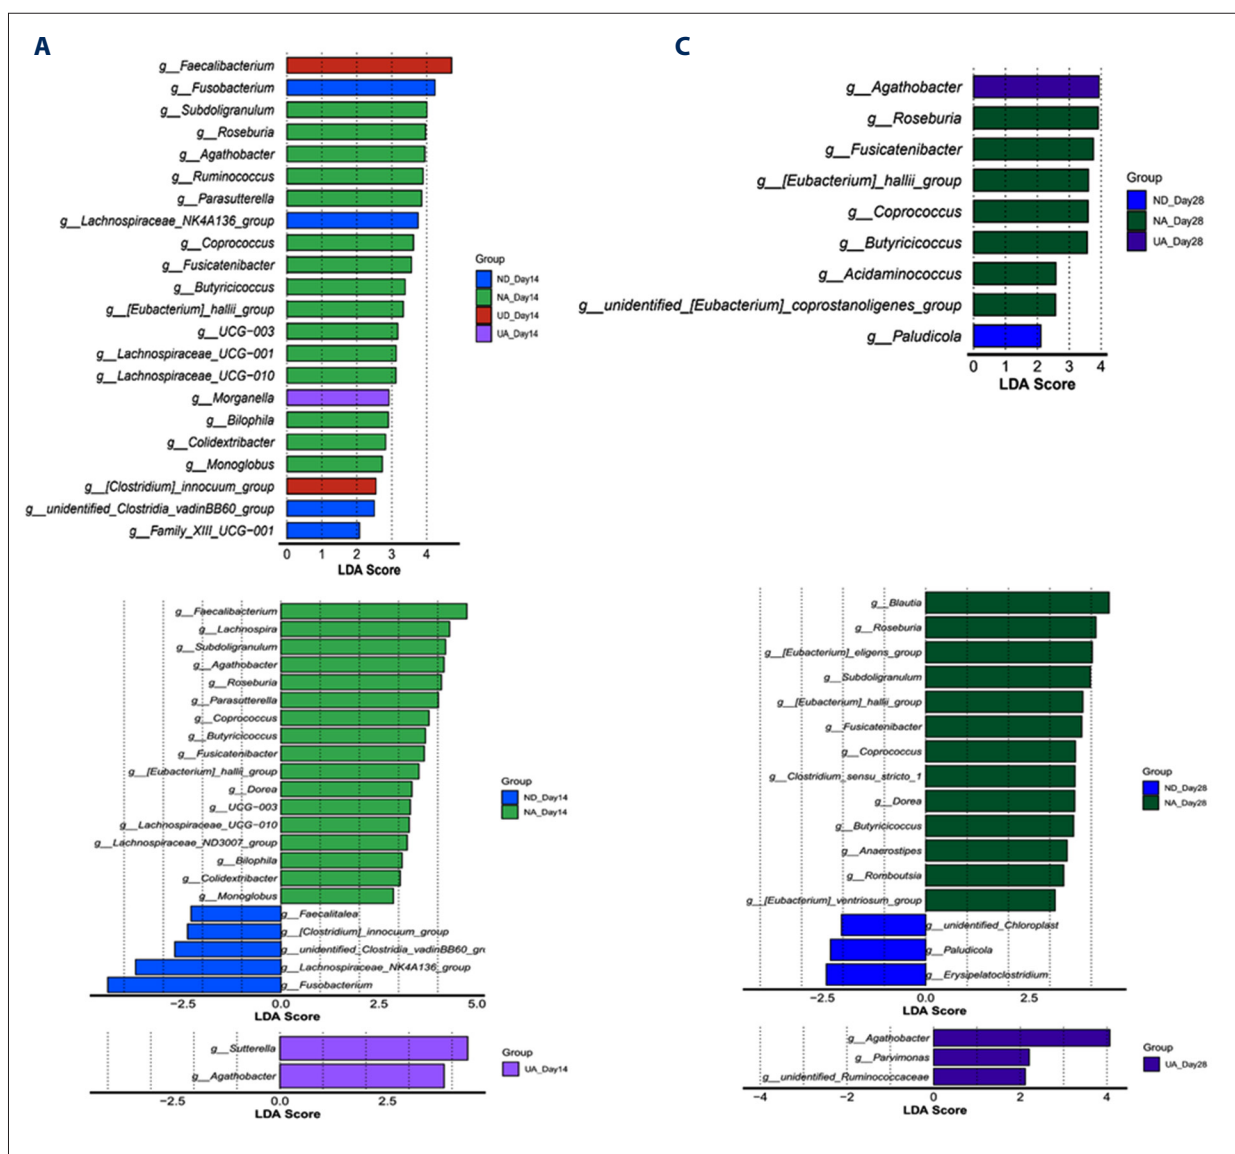 A
g__Faecalibacterium
g__Fusobacterium
g__Subdoligranulum
g__Roseburia
g__Agathobacter
g__Ruminococcus
g__Parasutterella
g__Lachnospiraceae_NK4A136_group
g__Coprococcus
g__Fusicatenibacter
g__Butyricicoccus
g__[Eubacterium]_hallii_group
g__UCG−003
g__Lachnospiraceae_UCG−001
g__Lachnospiraceae_UCG−010
g__Morganella
g__Bilophila
g__Colidextribacter
g__Monoglobus
g__[Clostridium]_innocuum_group
g__unidentified_Clostridia_vadinBB60_group
g__Family_XIII_UCG−001
0 1 2 3 4
LDA Score
Group
ND_Day14
NA_Day14
UD_Day14
UA_Day14
g__Faecalibacterium
g__Lachnospira
g__Subdoligranulum
g__Agathobacter
g__Roseburia
g__Parasutterella
g__Coprococcus
g__Butyricicoccus
g__Fusicatenibacter
g__[Eubacterium]_hallii_group
g__Dorea
g__UCG−003
g__Lachnospiraceae_UCG−010
g__Lachnospiraceae_ND3007_group
g__Bilophila
g__Colidextribacter
g__Monoglobus
g__Faecalitalea
g__[Clostridium]_innocuum_group
g__unidentified_Clostridia_vadinBB60_gr
g__Lachnospiraceae_NK4A136_group
g__Fusobacterium
−2.5 0.0 2.5 5.0
LDA Score
Group
ND_Day14
NA_Day14
g__Sutterella
g__Agathobacter
−2.5 0.0 2.5
LDA Score
Group
UA_Day14
C
g__Agathobacter
g__Roseburia
g__Fusicatenibacter
g__[Eubacterium]_hallii_group
g__Coprococcus
g__Butyricicoccus
g__Acidaminococcus
g__unidentified_[Eubacterium]_coprostanoligenes_group
g__Paludicola
0 1 2 3 4
LDA Score
Group
ND_Day28
NA_Day28
UA_Day28
g__Blautia
g__Roseburia
g__[Eubacterium]_eligens_group
g__Subdoligranulum
g__[Eubacterium]_hallii_group
g__Fusicatenibacter
g__Coprococcus
g__Clostridium_sensu_stricto_1
g__Dorea
g__Butyricicoccus
g__Anaerostipes
g__Romboutsia
g__[Eubacterium]_ventriosum_group
g__unidentified_Chloroplast
g__Paludicola
g__Erysipelatoclostridium
−2.5 0.0 2.5
LDA Score
Group
ND_Day28
NA_Day28
g__Agathobacter
g__Parvimonas
g__unidentified_Ruminococcaceae
−4 −2 0 2 4
LDA Score
Group
UA_Day28